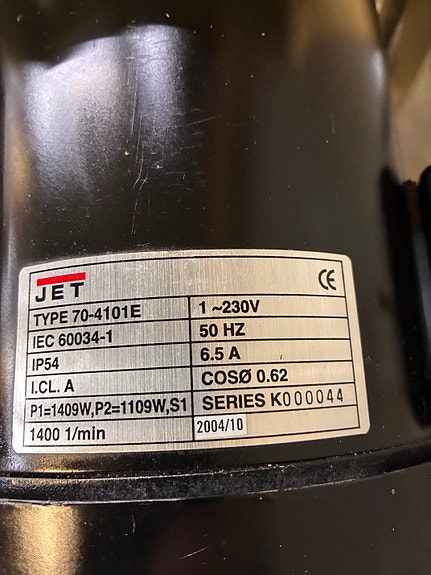 JET
CE
TYPE 70-4101E
1 ~230V
IEC 60034-1
50 HZ
IP54
6.5 A
I.CL. A
COSØ 0.62
P1=1409W,P2=1109W,S1
SERIES K000044
1400 1/min
2004/10